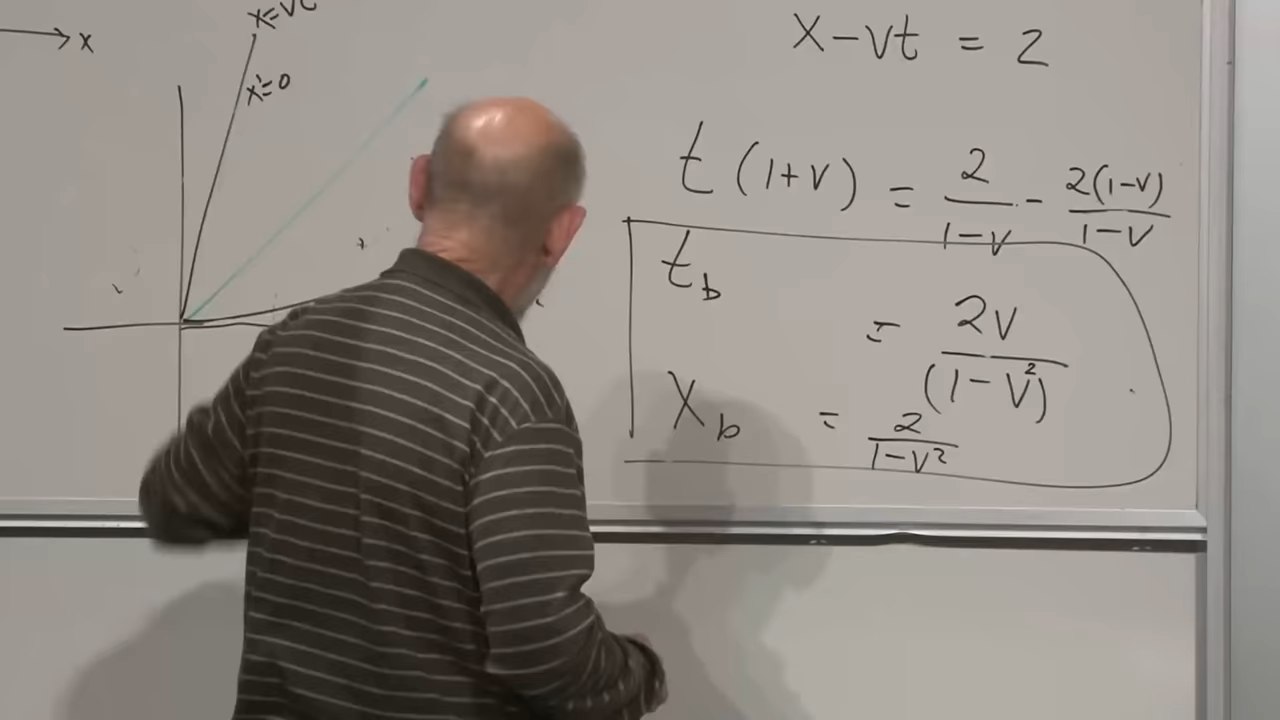 x
x=vt
x'=0
x-vt = 2
t(1+v) = 2/(1-v) - 2(1-v)/(1-v)
t_b = 2v/(1-v²)
x_b = 2/(1-v²)